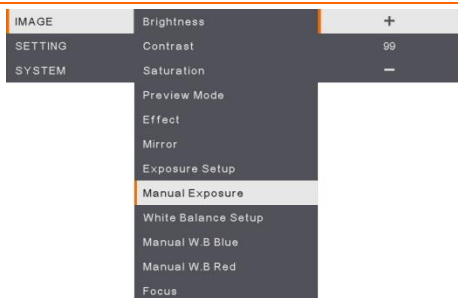 IMAGE
SETTING
SYSTEM
Brightness
Contrast
Saturation
Preview Mode
Effect
Mirror
Exposure Setup
Manual Exposure
White Balance Setup
Manual W.B Blue
Manual W.B Red
Focus
+
99
−